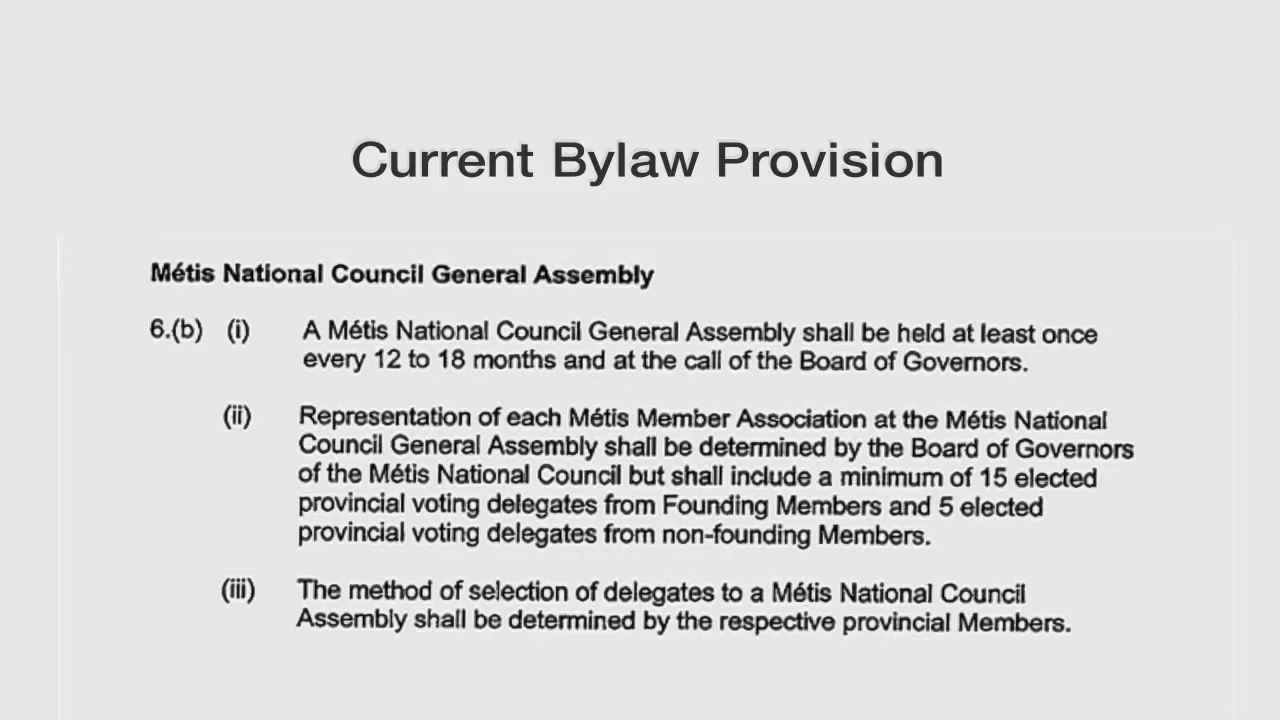 Current Bylaw Provision
Métis National Council General Assembly
6.(b) (i) A Métis National Council General Assembly shall be held at least once
every 12 to 18 months and at the call of the Board of Governors.
(ii) Representation of each Métis Member Association at the Métis National
Council General Assembly shall be determined by the Board of Governors
of the Métis National Council but shall include a minimum of 15 elected
provincial voting delegates from Founding Members and 5 elected
provincial voting delegates from non-founding Members.
(iii) The method of selection of delegates to a Métis National Council
Assembly shall be determined by the respective provincial Members.